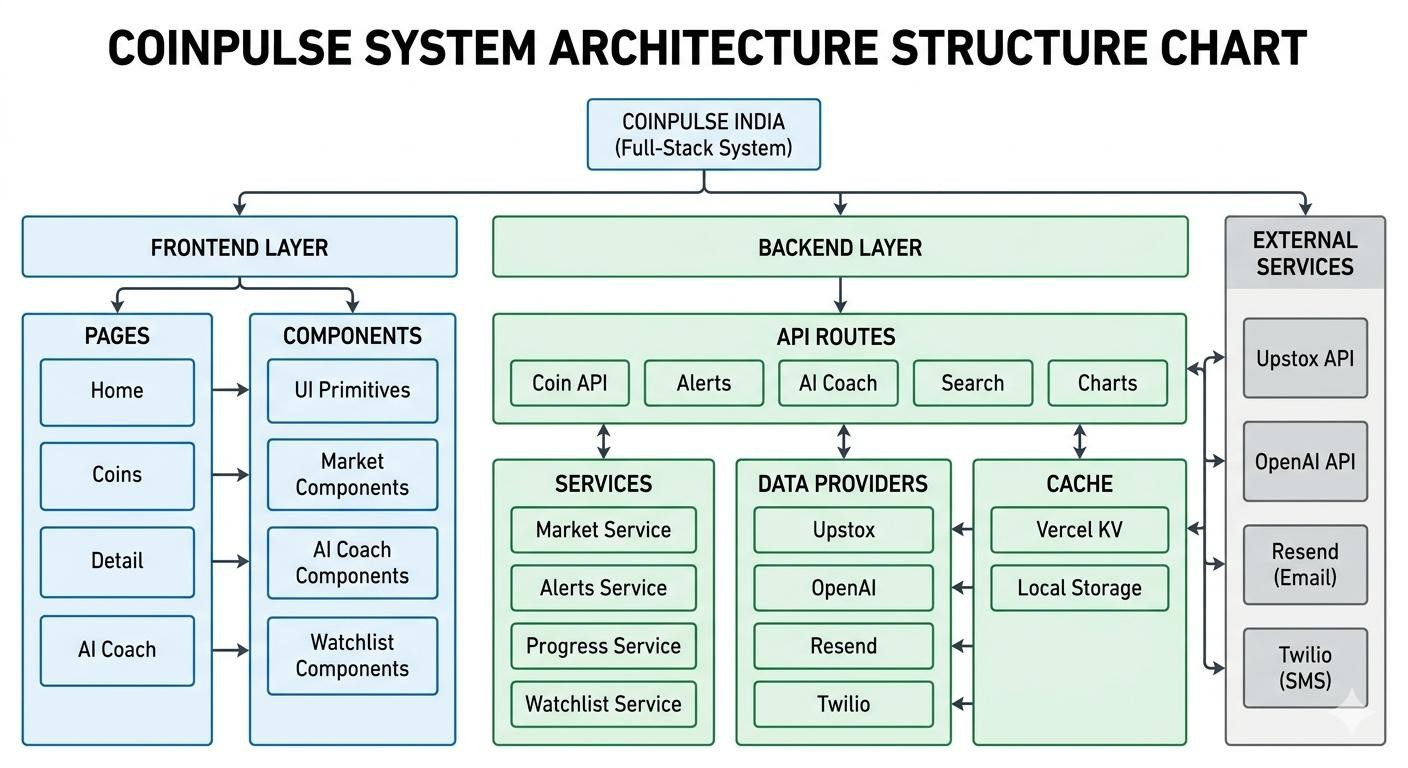 COINPULSE SYSTEM ARCHITECTURE STRUCTURE CHART
COINPULSE INDIA
(Full-Stack System)
FRONTEND LAYER
PAGES
Home
Coins
Detail
AI Coach
COMPONENTS
UI Primitives
Market
Components
AI Coach
Components
Watchlist
Components
BACKEND LAYER
API ROUTES
Coin API
Alerts
AI Coach
Search
Charts
SERVICES
Market Service
Alerts Service
Progress Service
Watchlist Service
DATA PROVIDERS
Upstox
OpenAI
Resend
Twilio
CACHE
Vercel KV
Local Storage
EXTERNAL
SERVICES
Upstox API
OpenAI API
Resend
(Email)
Twilio
(SMS)